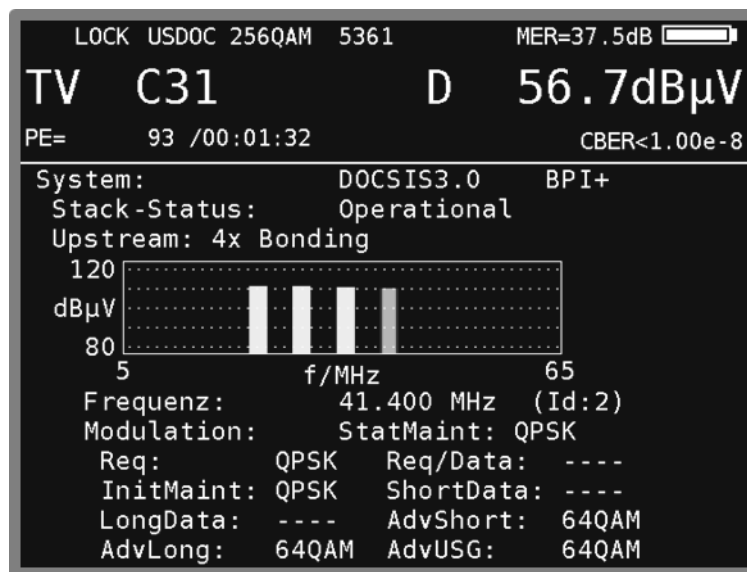 LOCK USDOC 256QAM 5361 MER=37.5dB
TV C31 D 56.7dBµV
PE= 93 /00:01:32 CBER<1.00e-8
System: DOCSIS3.0 BPI+
Stack-Status: Operational
Upstream: 4x Bonding
120
dBµV
80
5 f/MHz 65
Frequenz: 41.400 MHz (Id:2)
Modulation: StatMaint: QPSK
Req: QPSK Req/Data: ----
InitMaint: QPSK ShortData: ----
LongData: ---- AdvShort: 64QAM
AdvLong: 64QAM AdvUSG: 64QAM